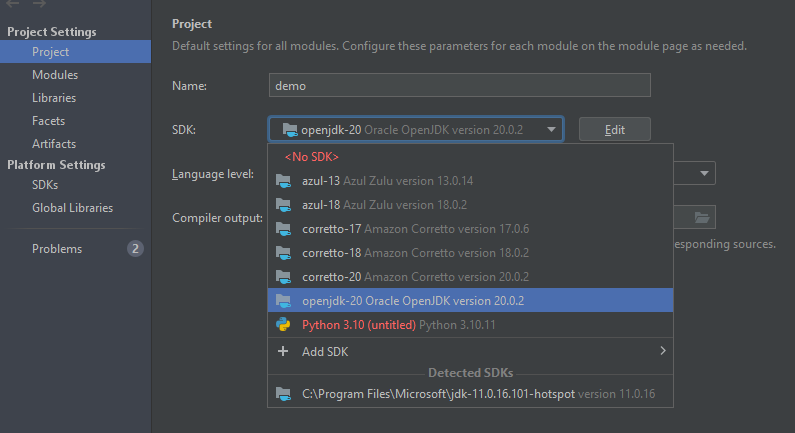 Project Settings
Project
Modules
Libraries
Facets
Artifacts
Platform Settings
SDKs
Global Libraries
Problems 2
Project
Default settings for all modules. Configure these parameters for each module on the module page as needed.
Name: demo
SDK: openjdk-20 Oracle OpenJDK version 20.0.2 Edit
<No SDK>
Language level:
azul-13 Azul Zulu version 13.0.14
azul-18 Azul Zulu version 18.0.2
Compiler output:
corretto-17 Amazon Corretto version 17.0.6
esponding sources.
corretto-18 Amazon Corretto version 18.0.2
corretto-20 Amazon Corretto version 20.0.2
openjdk-20 Oracle OpenJDK version 20.0.2
Python 3.10 (untitled) Python 3.10.11
Add SDK
Detected SDKs
C:\Program Files\Microsoft\jdk-11.0.16.101-hotspot version 11.0.16